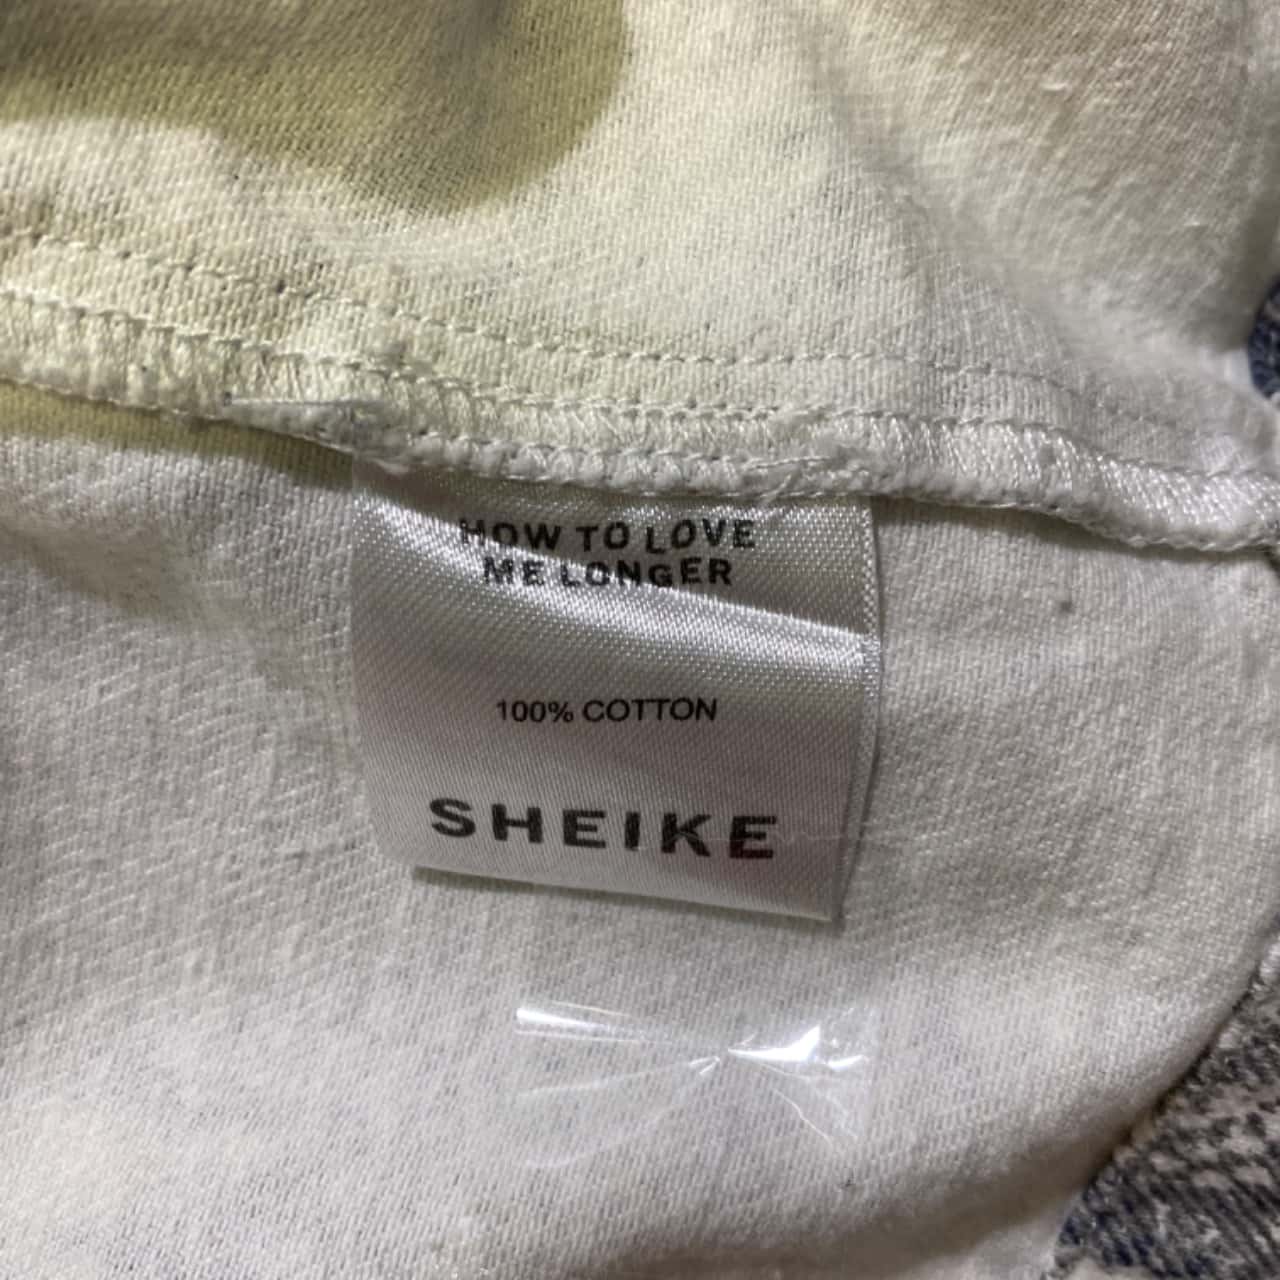 HOW TO LOVE
ME LONGER
100% COTTON
SHEIKE